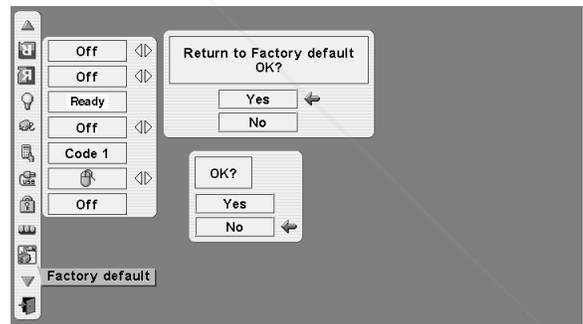 Off
Off
Ready
Off
Code 1
Off
Return to Factory default
OK?
Yes
No
OK?
Yes
No
USB
Factory default